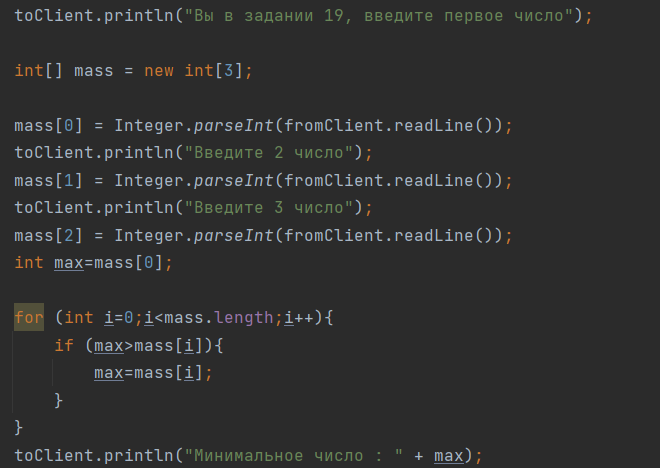 toClient.println("Вы в задании 19, введите первое число");
int[] mass = new int[3];
mass[0] = Integer.parseInt(fromClient.readLine());
toClient.println("Введите 2 число");
mass[1] = Integer.parseInt(fromClient.readLine());
toClient.println("Введите 3 число");
mass[2] = Integer.parseInt(fromClient.readLine());
int max=mass[0];
for (int i=0;i<mass.length;i++){
if (max>mass[i]){
max=mass[i];
}
}
toClient.println("Минимальное число : " + max);